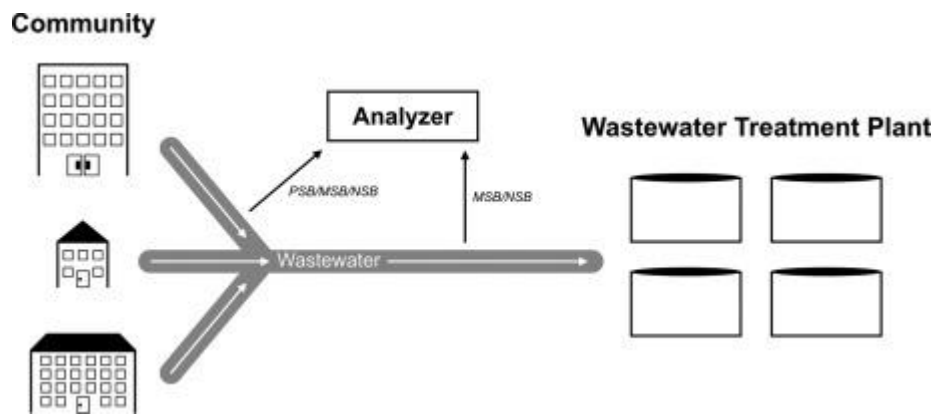 Community
Analyzer
Wastewater Treatment Plant
PSB/MSB/NSB
MSB/NSB
Wastewater